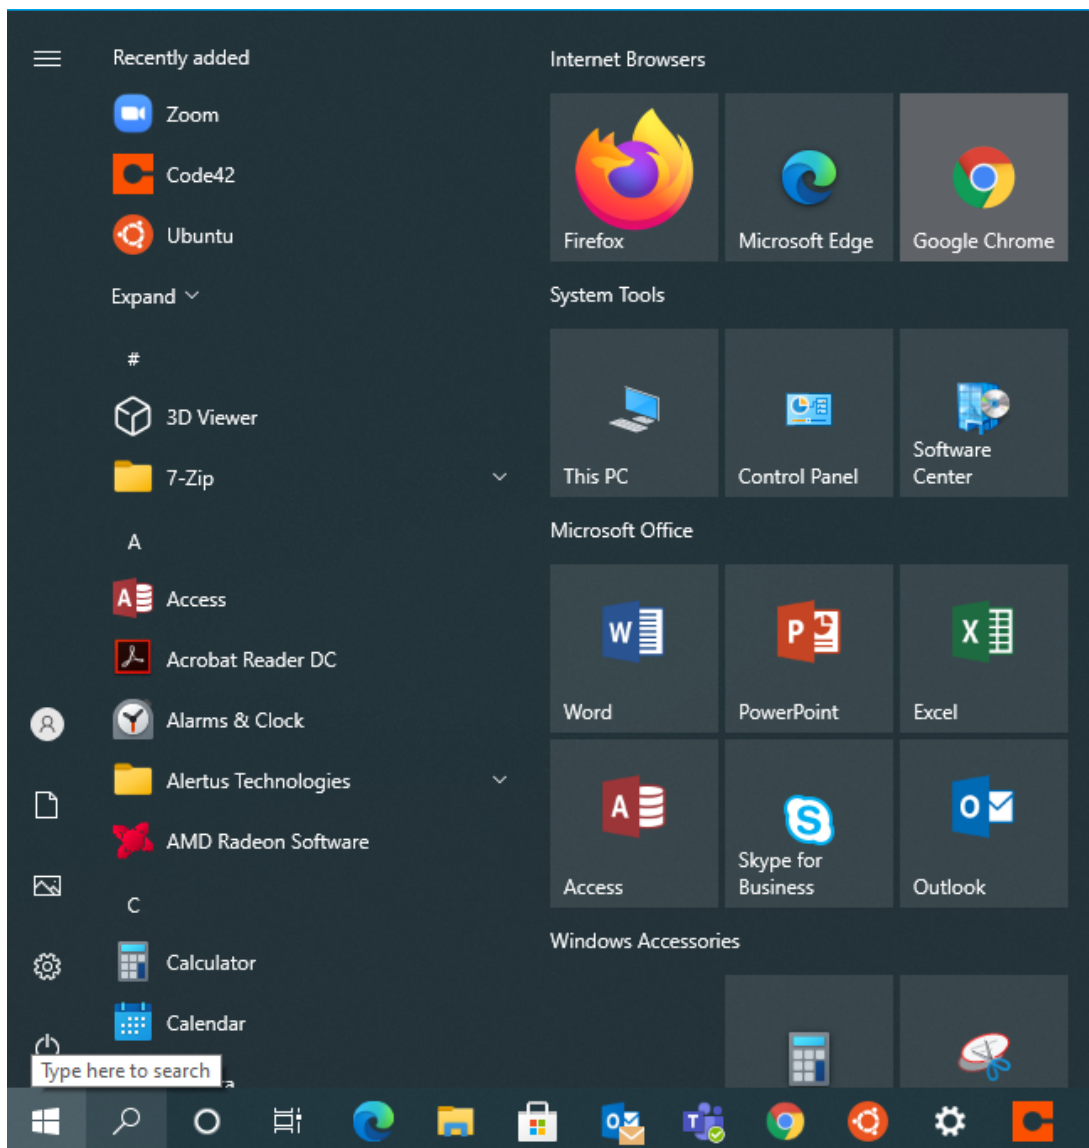 Recently added
Zoom
Code42
Ubuntu
Expand
#
3D Viewer
7-Zip
A
Access
Acrobat Reader DC
Alarms & Clock
Alertus Technologies
AMD Radeon Software
C
Calculator
Calendar
Type here to search
Internet Browsers
Firefox
Microsoft Edge
Google Chrome
System Tools
This PC
Control Panel
Software
Center
Microsoft Office
Word
PowerPoint
Excel
Access
Skype for
Business
Outlook
Windows Accessories